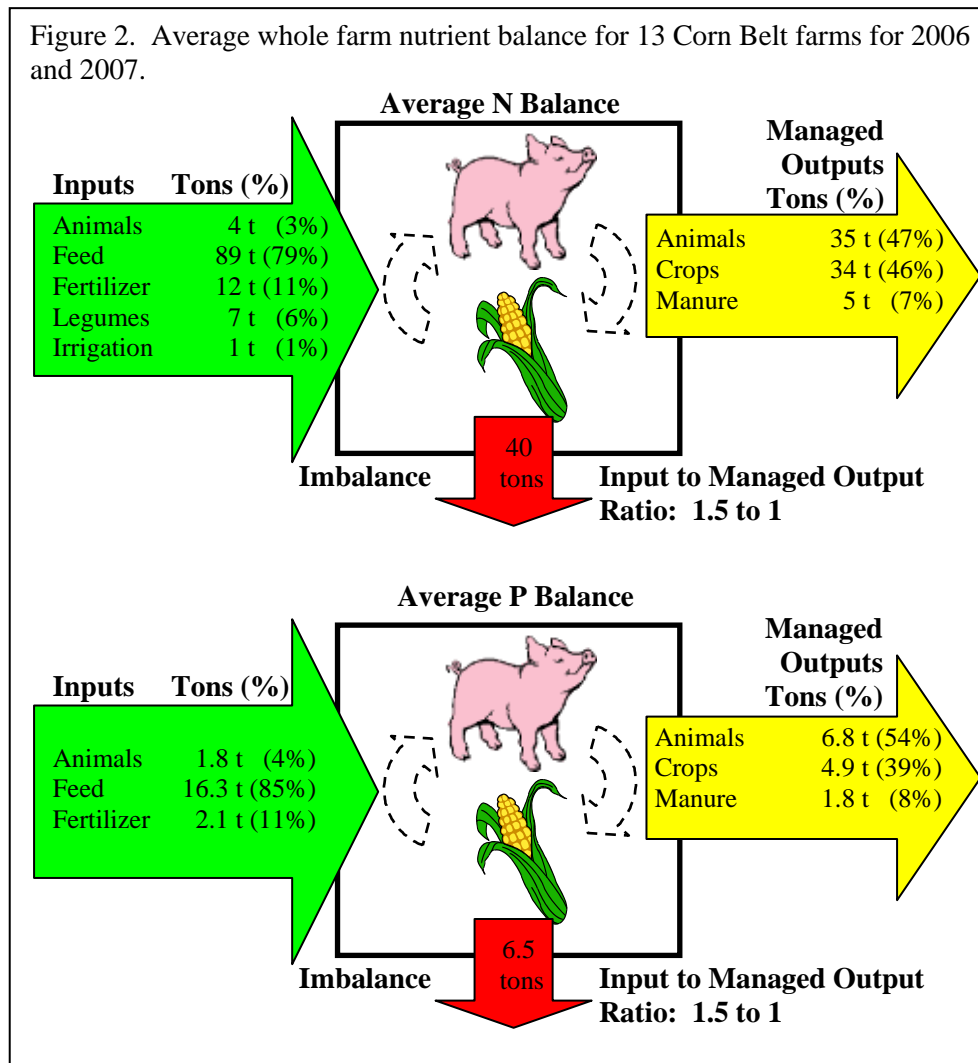 Figure 2. Average whole farm nutrient balance for 13 Corn Belt farms for 2006
and 2007.
Average N Balance
Inputs Tons (%)
Animals 4 t (3%)
Feed 89 t (79%)
Fertilizer 12 t (11%)
Legumes 7 t (6%)
Irrigation 1 t (1%)
Managed
Outputs
Tons (%)
Animals 35 t (47%)
Crops 34 t (46%)
Manure 5 t (7%)
Imbalance
40
tons
Input to Managed Output
Ratio: 1.5 to 1
Average P Balance
Inputs Tons (%)
Animals 1.8 t (4%)
Feed 16.3 t (85%)
Fertilizer 2.1 t (11%)
Managed
Outputs
Tons (%)
Animals 6.8 t (54%)
Crops 4.9 t (39%)
Manure 1.8 t (8%)
Imbalance
6.5
tons
Input to Managed Output
Ratio: 1.5 to 1